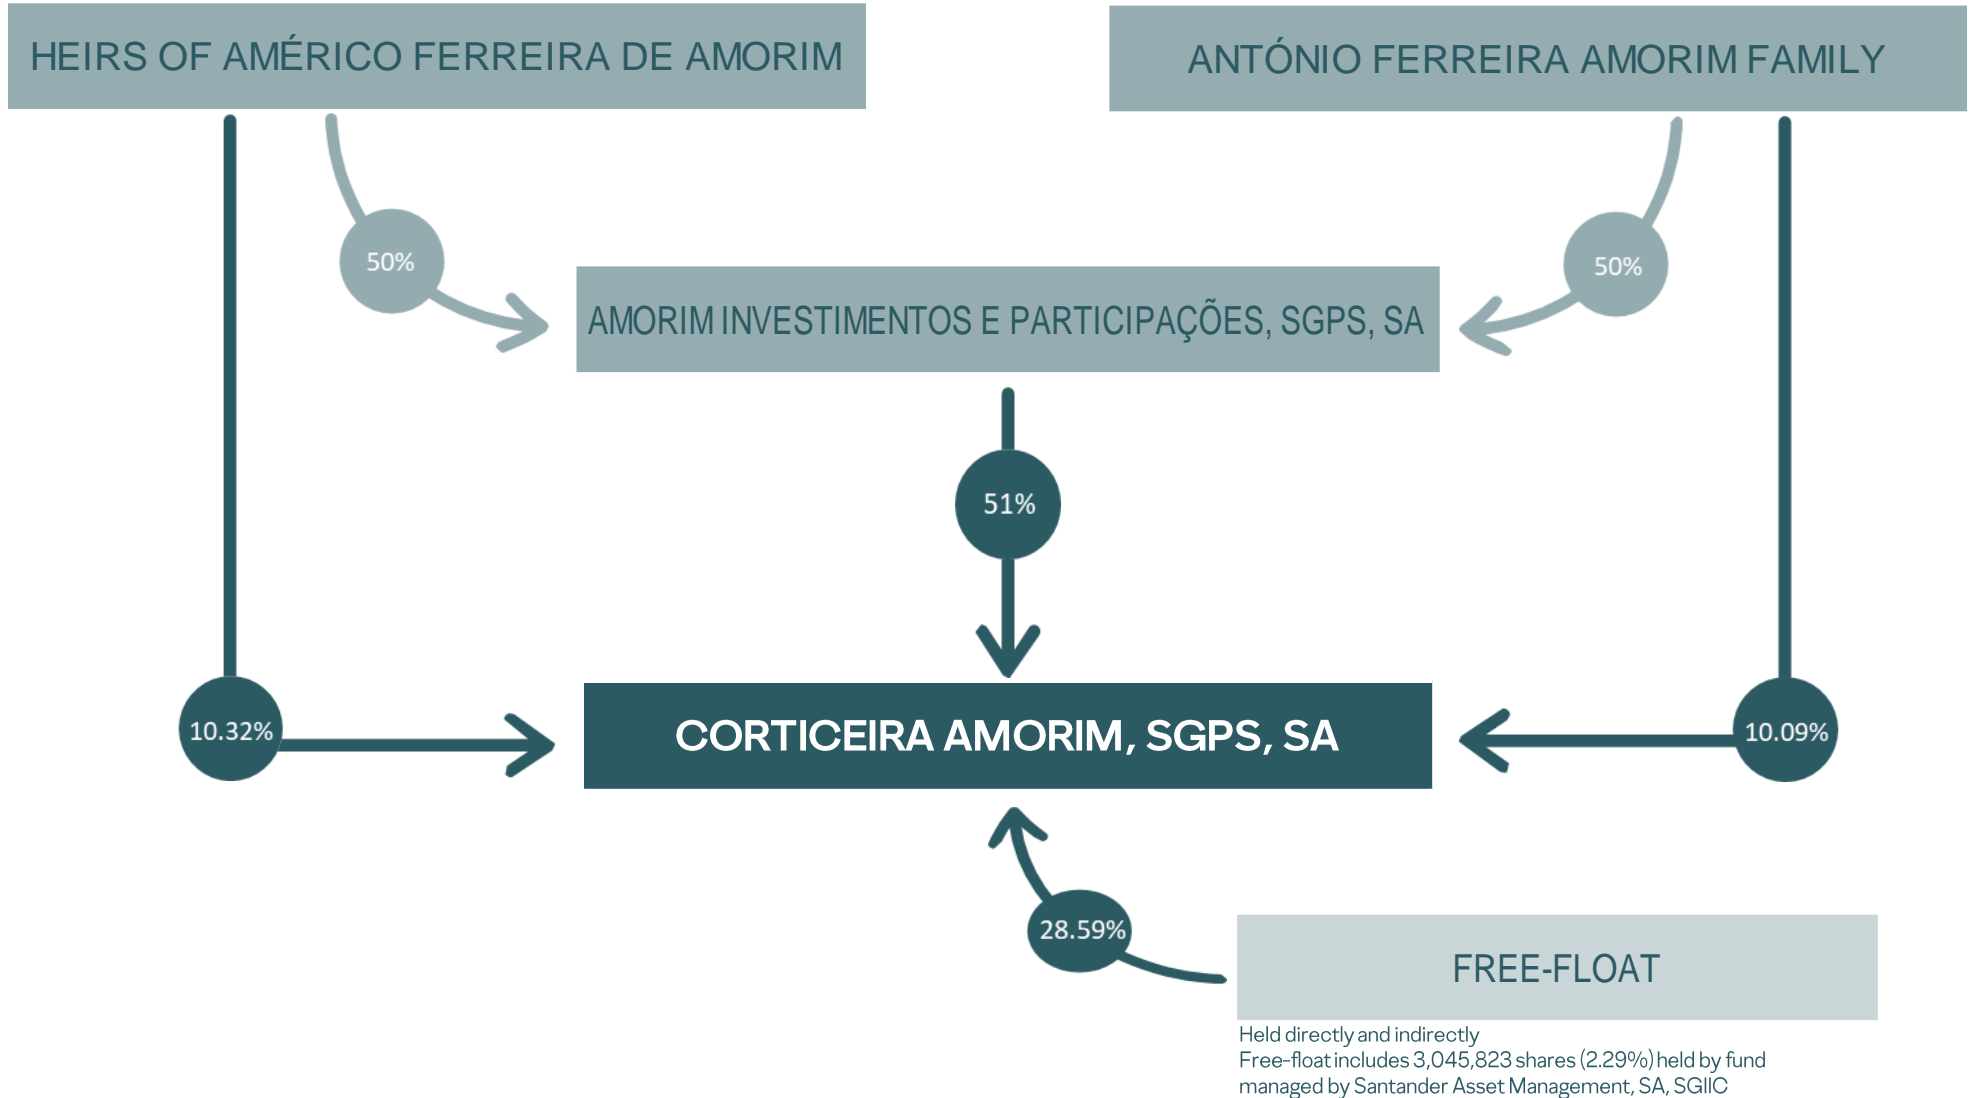 HEIRS OF AMÉRICO FERREIRA DE AMORIM
ANTÓNIO FERREIRA AMORIM FAMILY
50%
50%
AMORIM INVESTIMENTOS E PARTICIPAÇÕES, SGPS, SA
51%
10.32%
CORTICEIRA AMORIM, SGPS, SA
10.09%
28.59%
FREE-FLOAT
Held directly and indirectly
Free-float includes 3,045,823 shares (2.29%) held by fund
managed by Santander Asset Management, SA, SGIIC